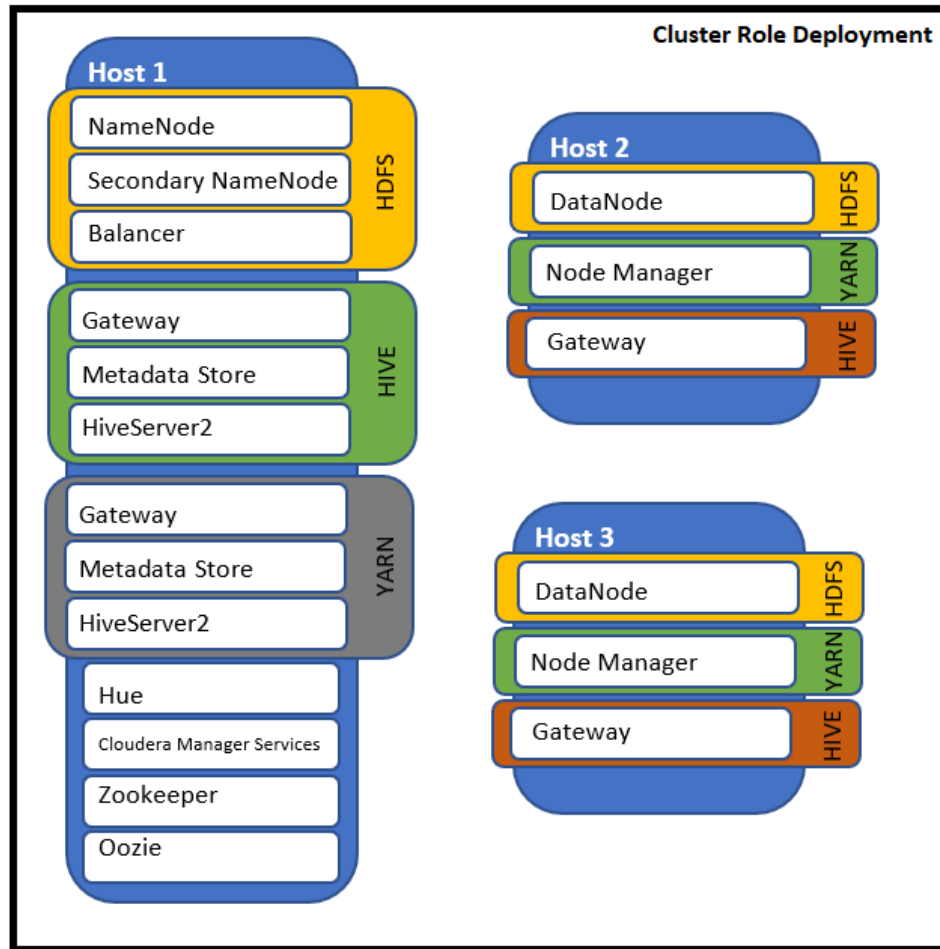 Cluster Role Deployment
Host 1
NameNode
Secondary NameNode
Balancer
HDFS
Gateway
Metadata Store
HiveServer2
HIVE
Gateway
Metadata Store
HiveServer2
YARN
Hue
Cloudera Manager Services
Zookeeper
Oozie
Host 2
DataNode
HDFS
Node Manager
YARN
Gateway
HIVE
Host 3
DataNode
HDFS
Node Manager
YARN
Gateway
HIVE